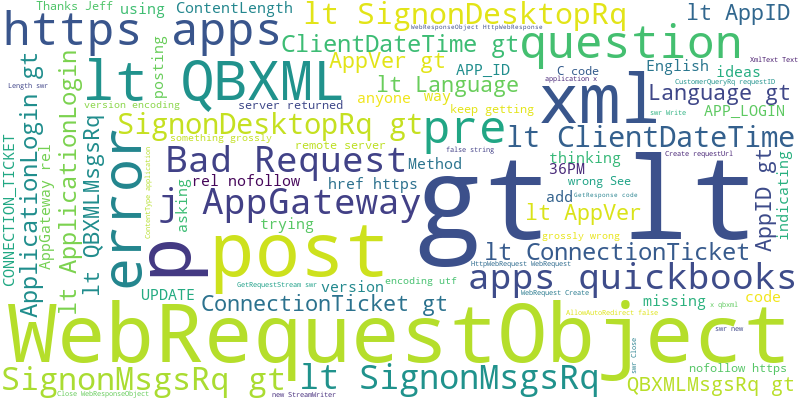 Thanks Jeff using ContentLength lt SignonDesktopRq lt AppID
https apps WebResponseObject HttpWebResponse question
ClientDateTime gt
lt QBXML AppVer gt APP_ID C code English ideas XmlText Text
Length swr posting lt Language application x CustomerQueryRq requestID
version encoding server returned anyone way xml Language gt
SignonDesktopRq gt keep getting swr Write APP_LOGIN
something grossly pre lt ClientDateTime
remote server false string
Bad Request Method thinking Create requestUrl
36PM
rel nofollow href https wrong See
j AppGateway add GetResponse code
asking lt AppVer
trying gt lt
p post grossly wrong
lt ConnectionTicket
HttpWebRequest WebRequest
apps quickbooks
error GetRequestStream swr encoding utf
UPDATE version WebRequest Create missing code x qbxml
ConnectionTicket gt
WebRequestObject AllowAutoRedirect false
swr new
nofollow https
SignonMsgsRq gt lt SignonMsgsRq QBXMLMsgsRq gt
Close WebResponseObject new StreamWriter
CONNECTION_TICKET
ApplicationLogin gt
AppGateway rel
lt ApplicationLogin
lt QBXMLMsgsRq
ContentType application
AppID gt
indicating
swr Close